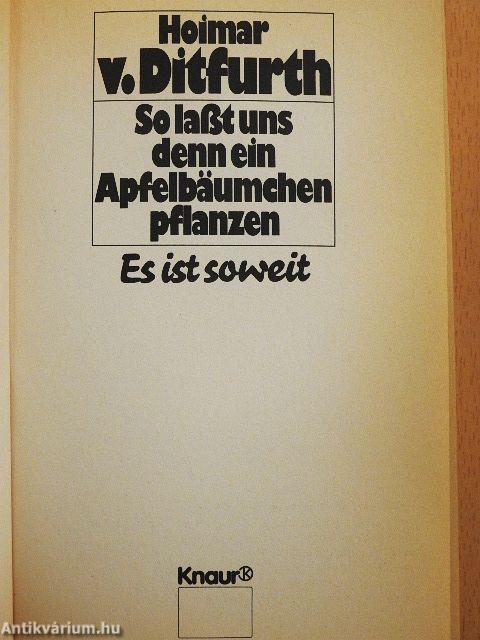 Hoimar
v. Ditfurth
So laßt uns
denn ein
Apfelbäumchen
pflanzen
Es ist soweit
Knaur K
Antikvárium.hu